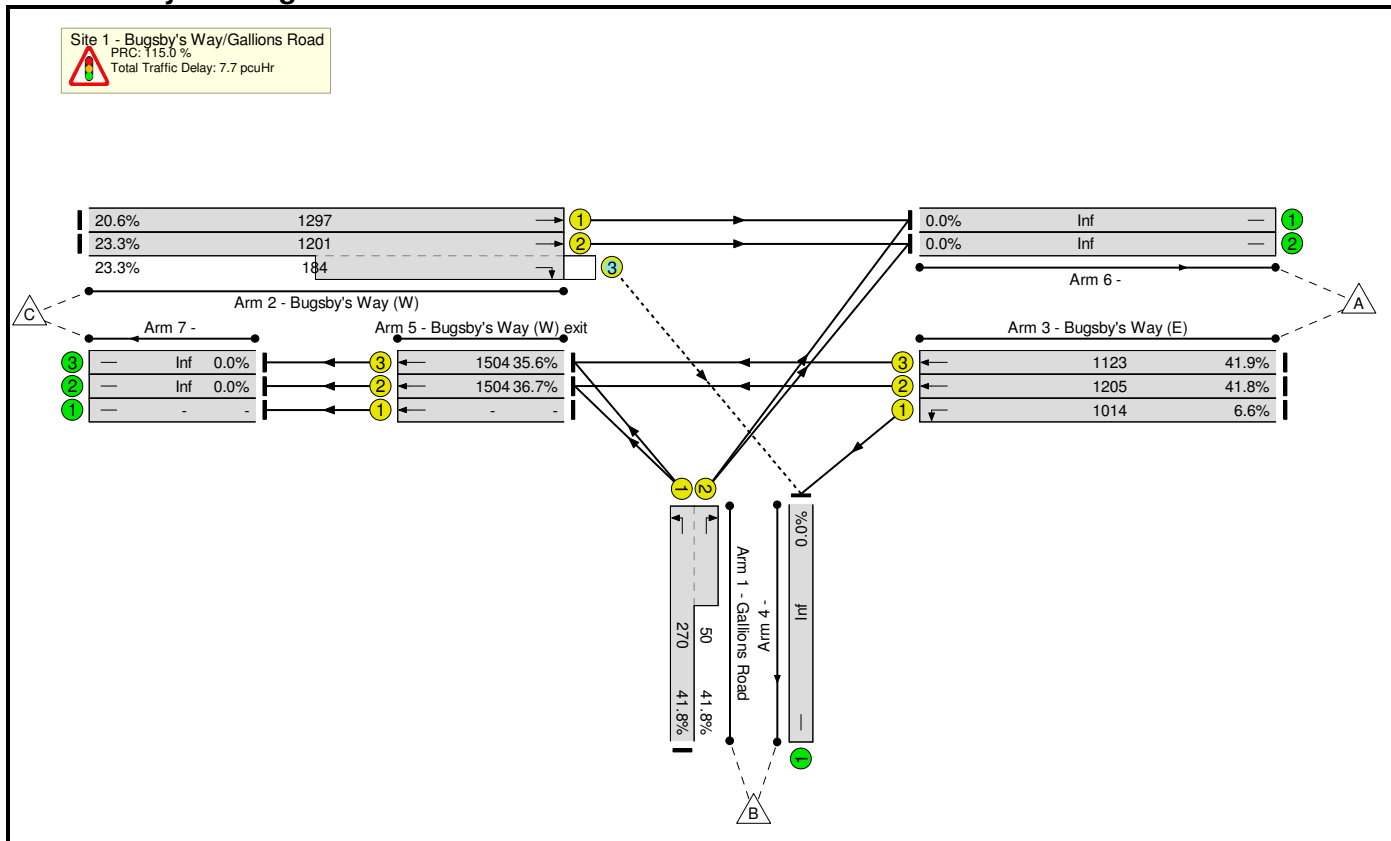 Site 1 - Bugsby's Way/Gallions Road
PRC: 115.0 %
Total Traffic Delay: 7.7 pcuHr
20.6% 1297 1
23.3% 1201 2
23.3% 184 3
Arm 2 - Bugsby's Way (W)
0.0% Inf 1
0.0% Inf 2
Arm 6 -
C
A
Arm 7 -
Arm 5 - Bugsby's Way (W) exit
Arm 3 - Bugsby's Way (E)
3 Inf 0.0% 3 1504 35.6% 3 1123 41.9%
2 Inf 0.0% 2 1504 36.7% 2 1205 41.8%
1 - - 1 - - 1 1014 6.6%
1 2
270 41.8%
50 41.8%
Arm 1 - Gallions Road
Arm 4 -
0.0% Inf
1
B